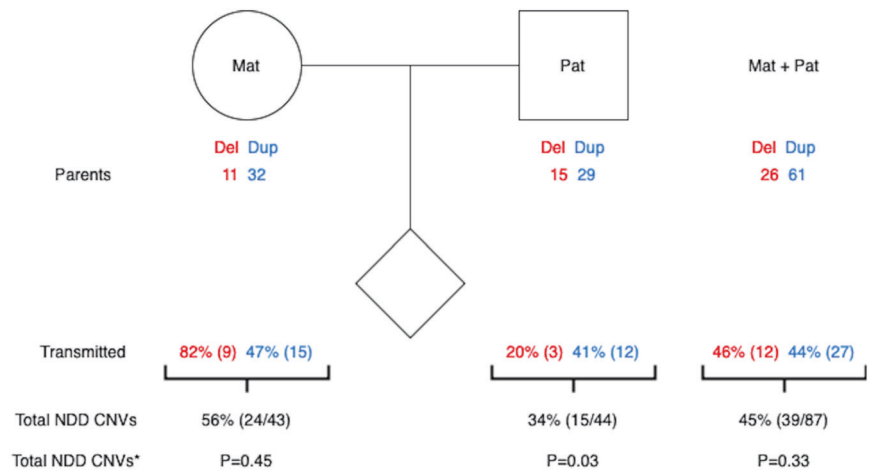 Mat Pat Mat + Pat
Del Dup Del Dup Del Dup
Parents 11 32 15 29 26 61
Transmitted 82% (9) 47% (15) 20% (3) 41% (12) 46% (12) 44% (27)
Total NDD CNVs 56% (24/43) 34% (15/44) 45% (39/87)
Total NDD CNVs* P=0.45 P=0.03 P=0.33